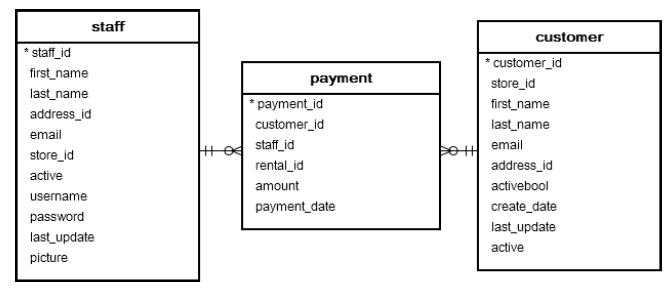 staff
* staff_id
first_name
last_name
address_id
email
store_id
active
username
password
last_update
picture
payment
* payment_id
customer_id
staff_id
rental_id
amount
payment_date
customer
* customer_id
store_id
first_name
last_name
email
address_id
activebool
create_date
last_update
active